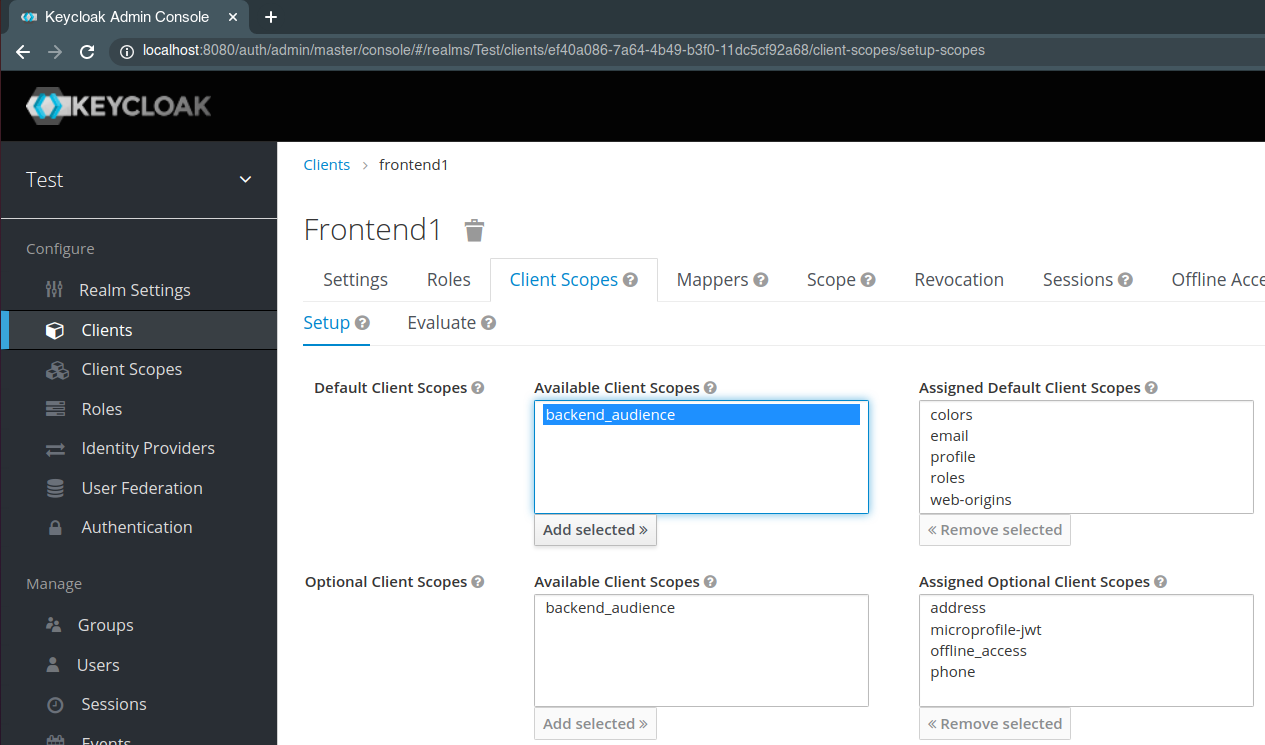 Keycloak Admin Console
localhost:8080/auth/admin/master/console/#/realms/Test/clients/ef40a086-7a64-4b49-b3f0-11dc5cf92a68/client-scopes/setup-scopes
KEYCLOAK
Test
Configure
Realm Settings
Clients
Client Scopes
Roles
Identity Providers
User Federation
Authentication
Manage
Groups
Users
Sessions
Events
Clients > frontend1
Frontend1
Settings Roles Client Scopes Mappers Scope Revocation Sessions Offline Acce
Setup Evaluate
Default Client Scopes
Available Client Scopes
backend_audience
Add selected »
Assigned Default Client Scopes
colors
email
profile
roles
web-origins
« Remove selected
Optional Client Scopes
Available Client Scopes
backend_audience
Add selected »
Assigned Optional Client Scopes
address
microprofile-jwt
offline_access
phone
« Remove selected